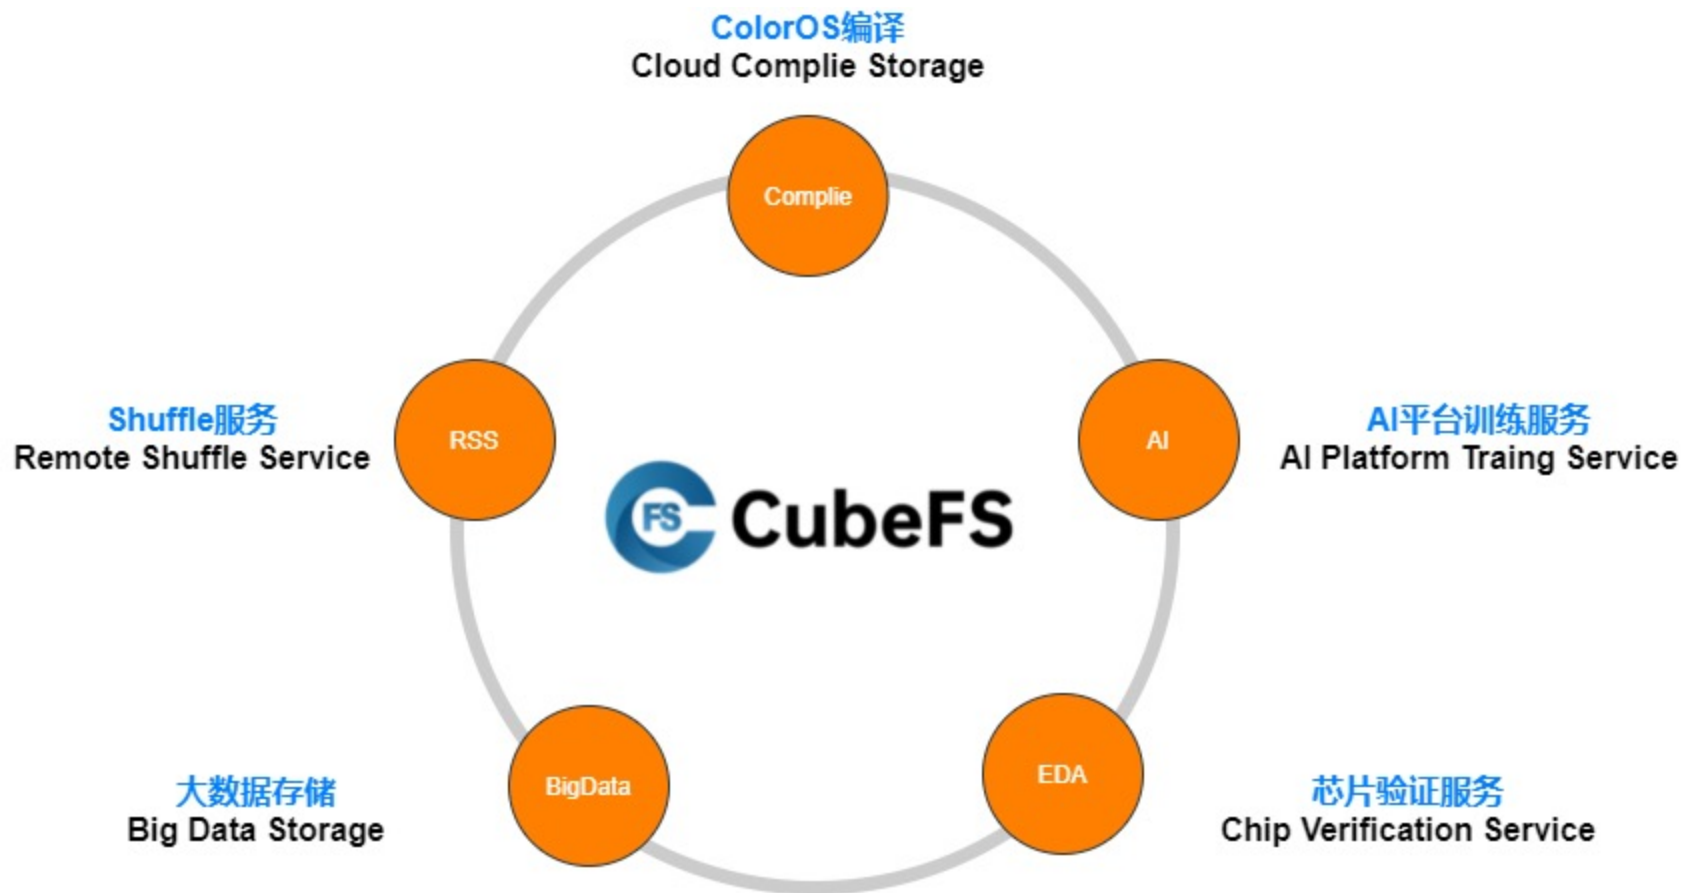 ColorOS编译
Cloud Complie Storage
Complie
Shuffle服务
Remote Shuffle Service
RSS
AI
AI平台训练服务
AI Platform Traing Service
FS
CubeFS
大数据存储
Big Data Storage
BigData
EDA
芯片验证服务
Chip Verification Service